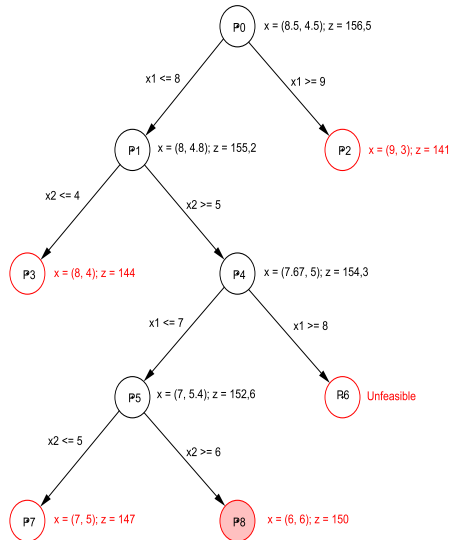 P0 x = (8.5, 4.5); z = 156,5
x1 <= 8
x1 >= 9
P1 x = (8, 4.8); z = 155,2
P2 x = (9, 3); z = 141
x2 <= 4
x2 >= 5
P3 x = (8, 4); z = 144
P4 x = (7.67, 5); z = 154,3
x1 <= 7
x1 >= 8
P5 x = (7, 5.4); z = 152,6
P6 Unfeasible
x2 <= 5
x2 >= 6
P7 x = (7, 5); z = 147
P8 x = (6, 6); z = 150